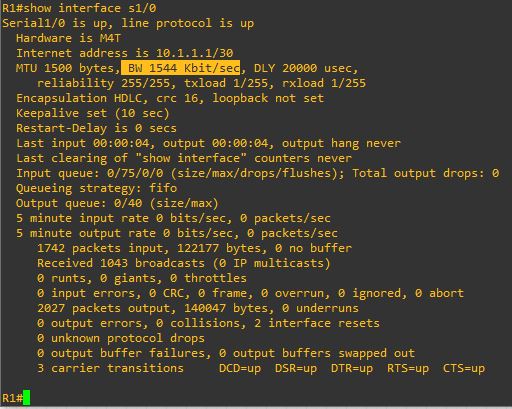 R1#show interface s1/0
Serial1/0 is up, line protocol is up
  Hardware is M4T
  Internet address is 10.1.1.1/30
  MTU 1500 bytes, BW 1544 Kbit/sec, DLY 20000 usec,
     reliability 255/255, txload 1/255, rxload 1/255
  Encapsulation HDLC, crc 16, loopback not set
  Keepalive set (10 sec)
  Restart-Delay is 0 secs
  Last input 00:00:04, output 00:00:04, output hang never
  Last clearing of "show interface" counters never
  Input queue: 0/75/0/0 (size/max/drops/flushes); Total output drops: 0
  Queueing strategy: fifo
  Output queue: 0/40 (size/max)
  5 minute input rate 0 bits/sec, 0 packets/sec
  5 minute output rate 0 bits/sec, 0 packets/sec
     1742 packets input, 122177 bytes, 0 no buffer
     Received 1043 broadcasts (0 IP multicasts)
     0 runts, 0 giants, 0 throttles
     0 input errors, 0 CRC, 0 frame, 0 overrun, 0 ignored, 0 abort
     2027 packets output, 140047 bytes, 0 underruns
     0 output errors, 0 collisions, 2 interface resets
     0 unknown protocol drops
     0 output buffer failures, 0 output buffers swapped out
     3 carrier transitions     DCD=up  DSR=up  DTR=up  RTS=up  CTS=up
R1#